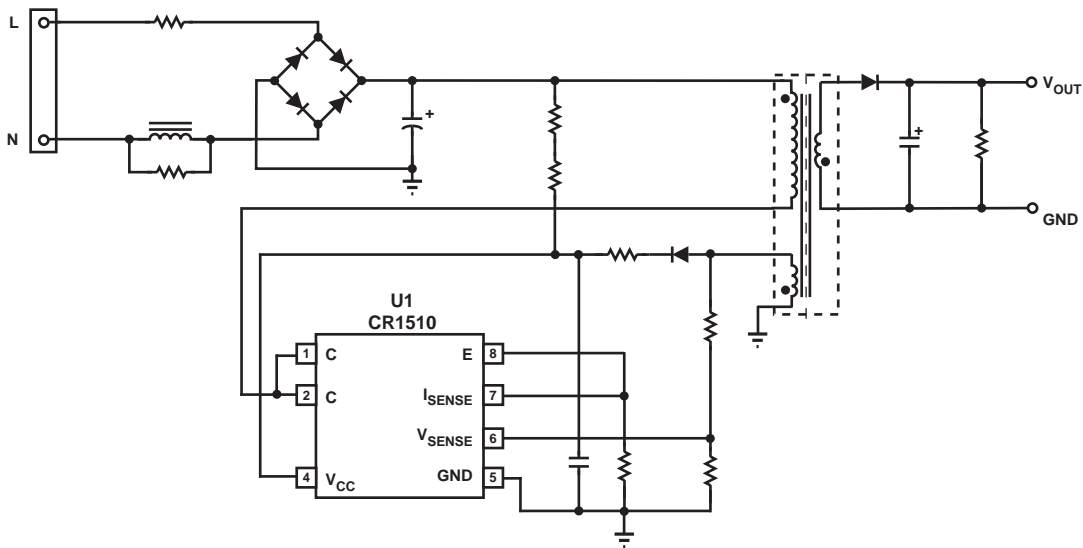 L
N
V_OUT
GND
U1
CR1510
1 C E 8
2 C I_SENSE 7
V_SENSE 6
4 V_CC GND 5
+
+